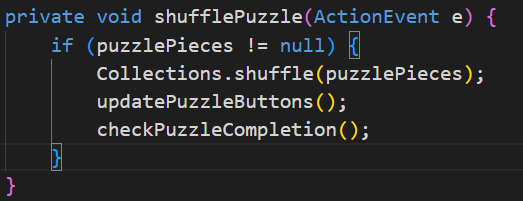 private void shufflePuzzle(ActionEvent e) {
    if (puzzlePieces != null) {
        Collections.shuffle(puzzlePieces);
        updatePuzzleButtons();
        checkPuzzleCompletion();
    }
}